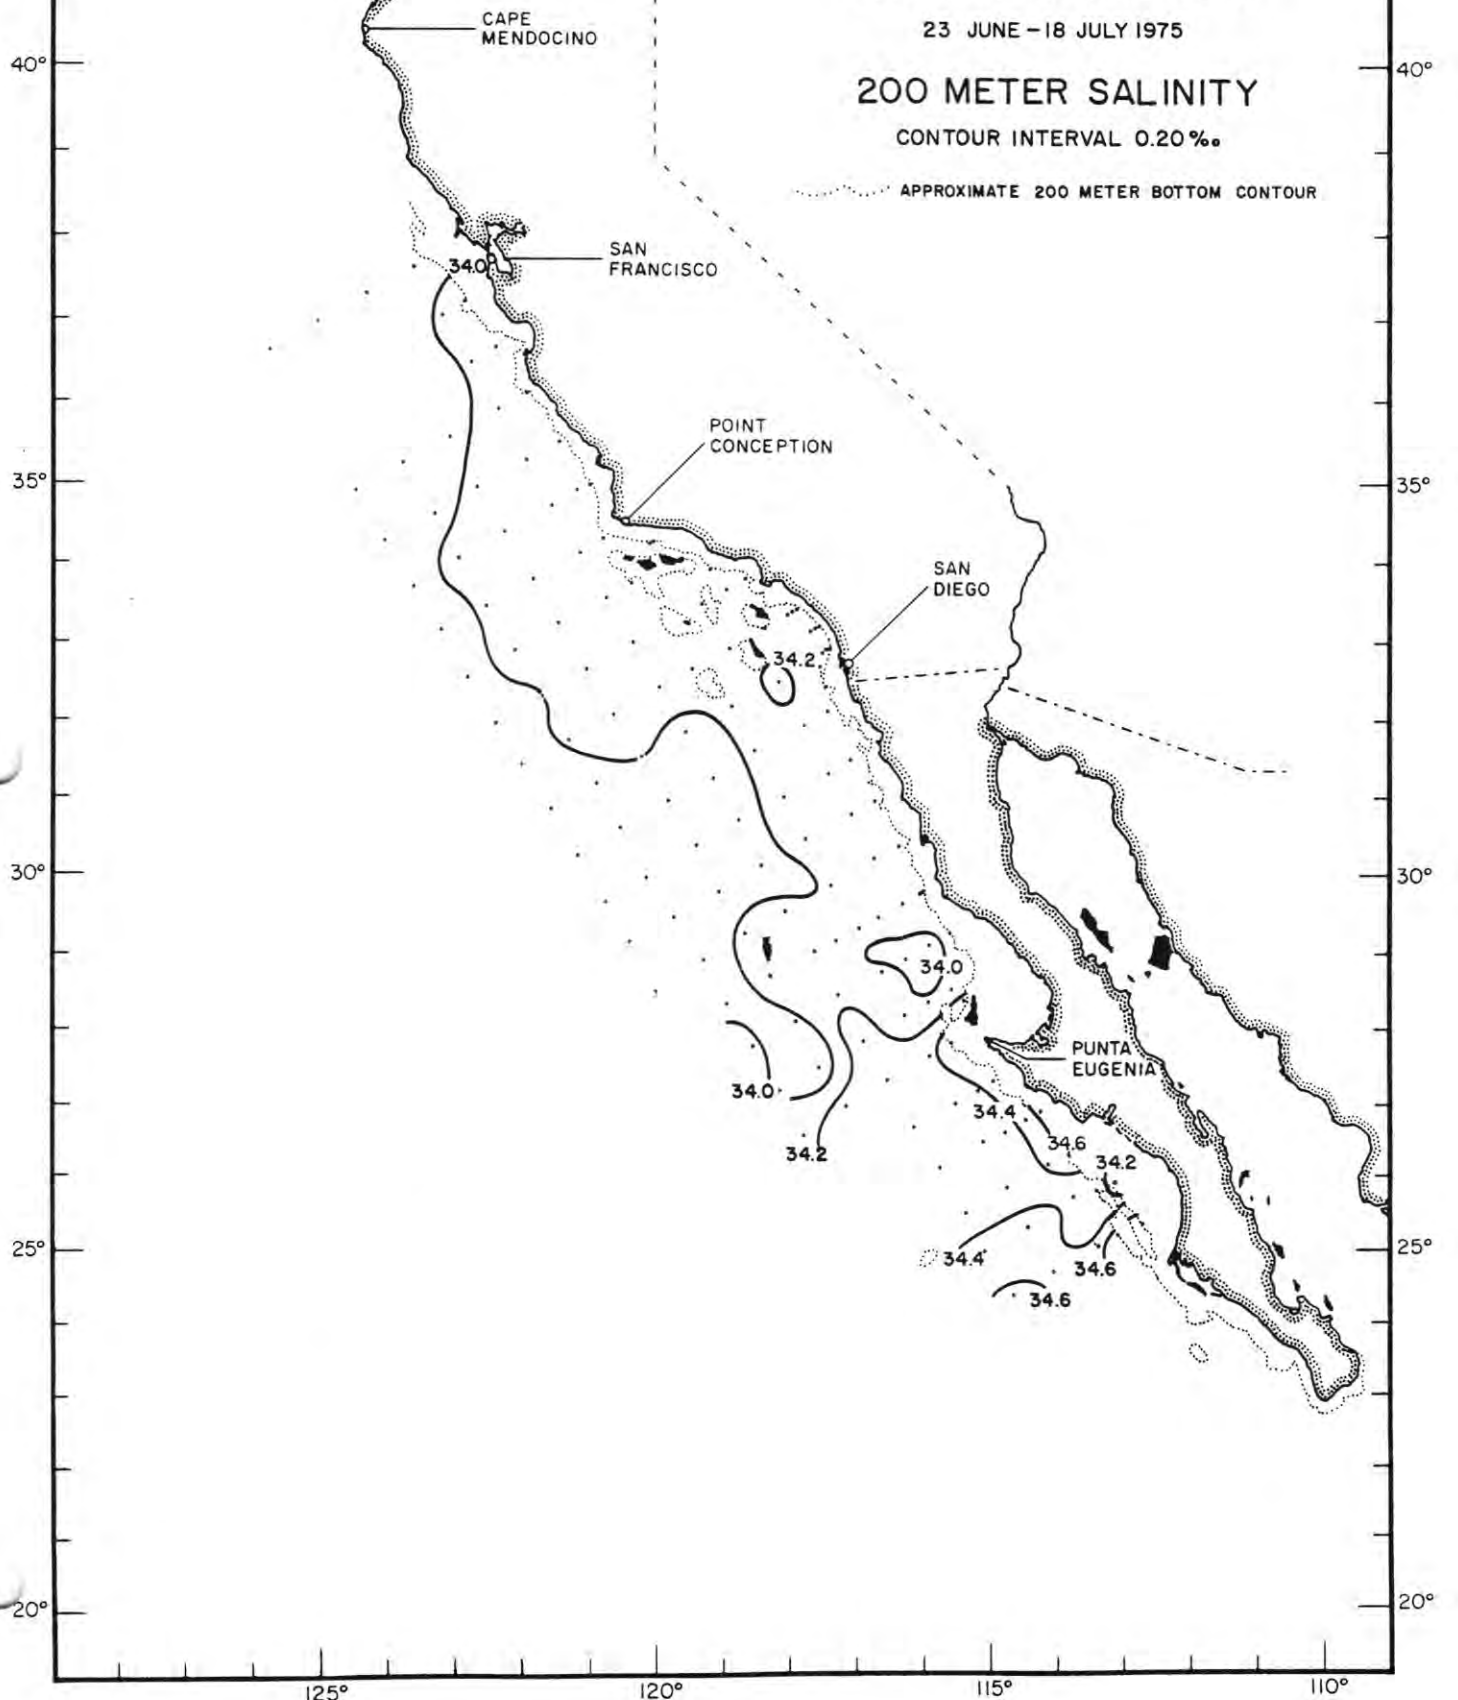 CAPE
MENDOCINO
23 JUNE – 18 JULY 1975
40°
40°
200 METER SALINITY
CONTOUR INTERVAL 0.20‰
APPROXIMATE 200 METER BOTTOM CONTOUR
SAN
FRANCISCO
34.0
POINT
CONCEPTION
35°
35°
SAN
DIEGO
34.2
30°
30°
34.0
PUNTA
EUGENIA
34.0
34.4
34.6
34.2
34.2
25°
25°
34.4
34.6
34.6
20°
20°
125°
120°
115°
110°